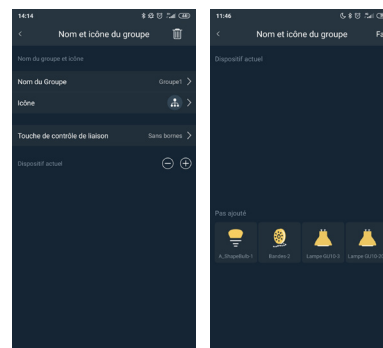 14:14
Nom et icône du groupe
Nom du groupe et icône
Nom du Groupe
Groupe1
Icône
Touche de contrôle de liaison
Sans bornes
Dispositif actuel
11:46
Nom et icône du groupe
Fa
Dispositif actuel
Pas ajouté
A_ShapeBulb-1
Bandes-2
Lampe GU10-3
Lampe GU10-20